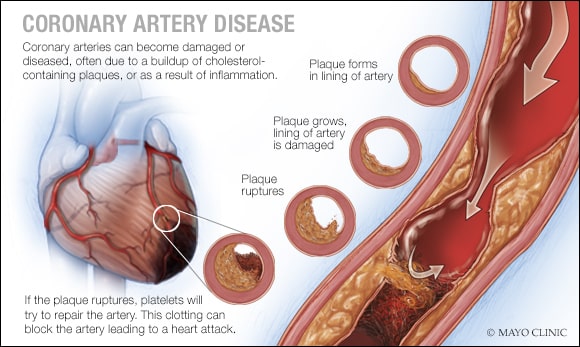 CORONARY ARTERY DISEASE
Coronary arteries can become damaged or
diseased, often due to a buildup of cholesterol-
containing plaques, or as a result of inflammation.
Plaque forms
in lining of artery
Plaque grows,
lining of artery
is damaged
Plaque
ruptures
If the plaque ruptures, platelets will
try to repair the artery. This clotting can
block the artery leading to a heart attack.
© MAYO CLINIC